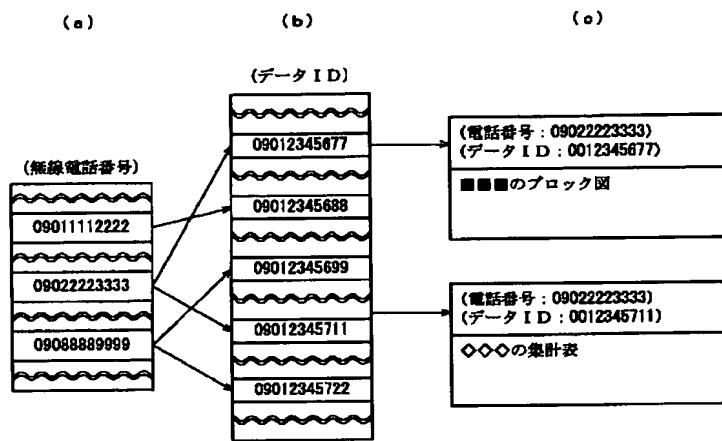 (a)
(b)
(c)
(データID)
(無線電話番号)
09011112222
09022223333
09088889999
09012345677
09012345688
09012345699
09012345711
09012345722
(電話番号:09022223333)
(データID:0012345677)
■■■のブロック図
(電話番号:09022223333)
(データID:0012345711)
◇◇◇の集計表